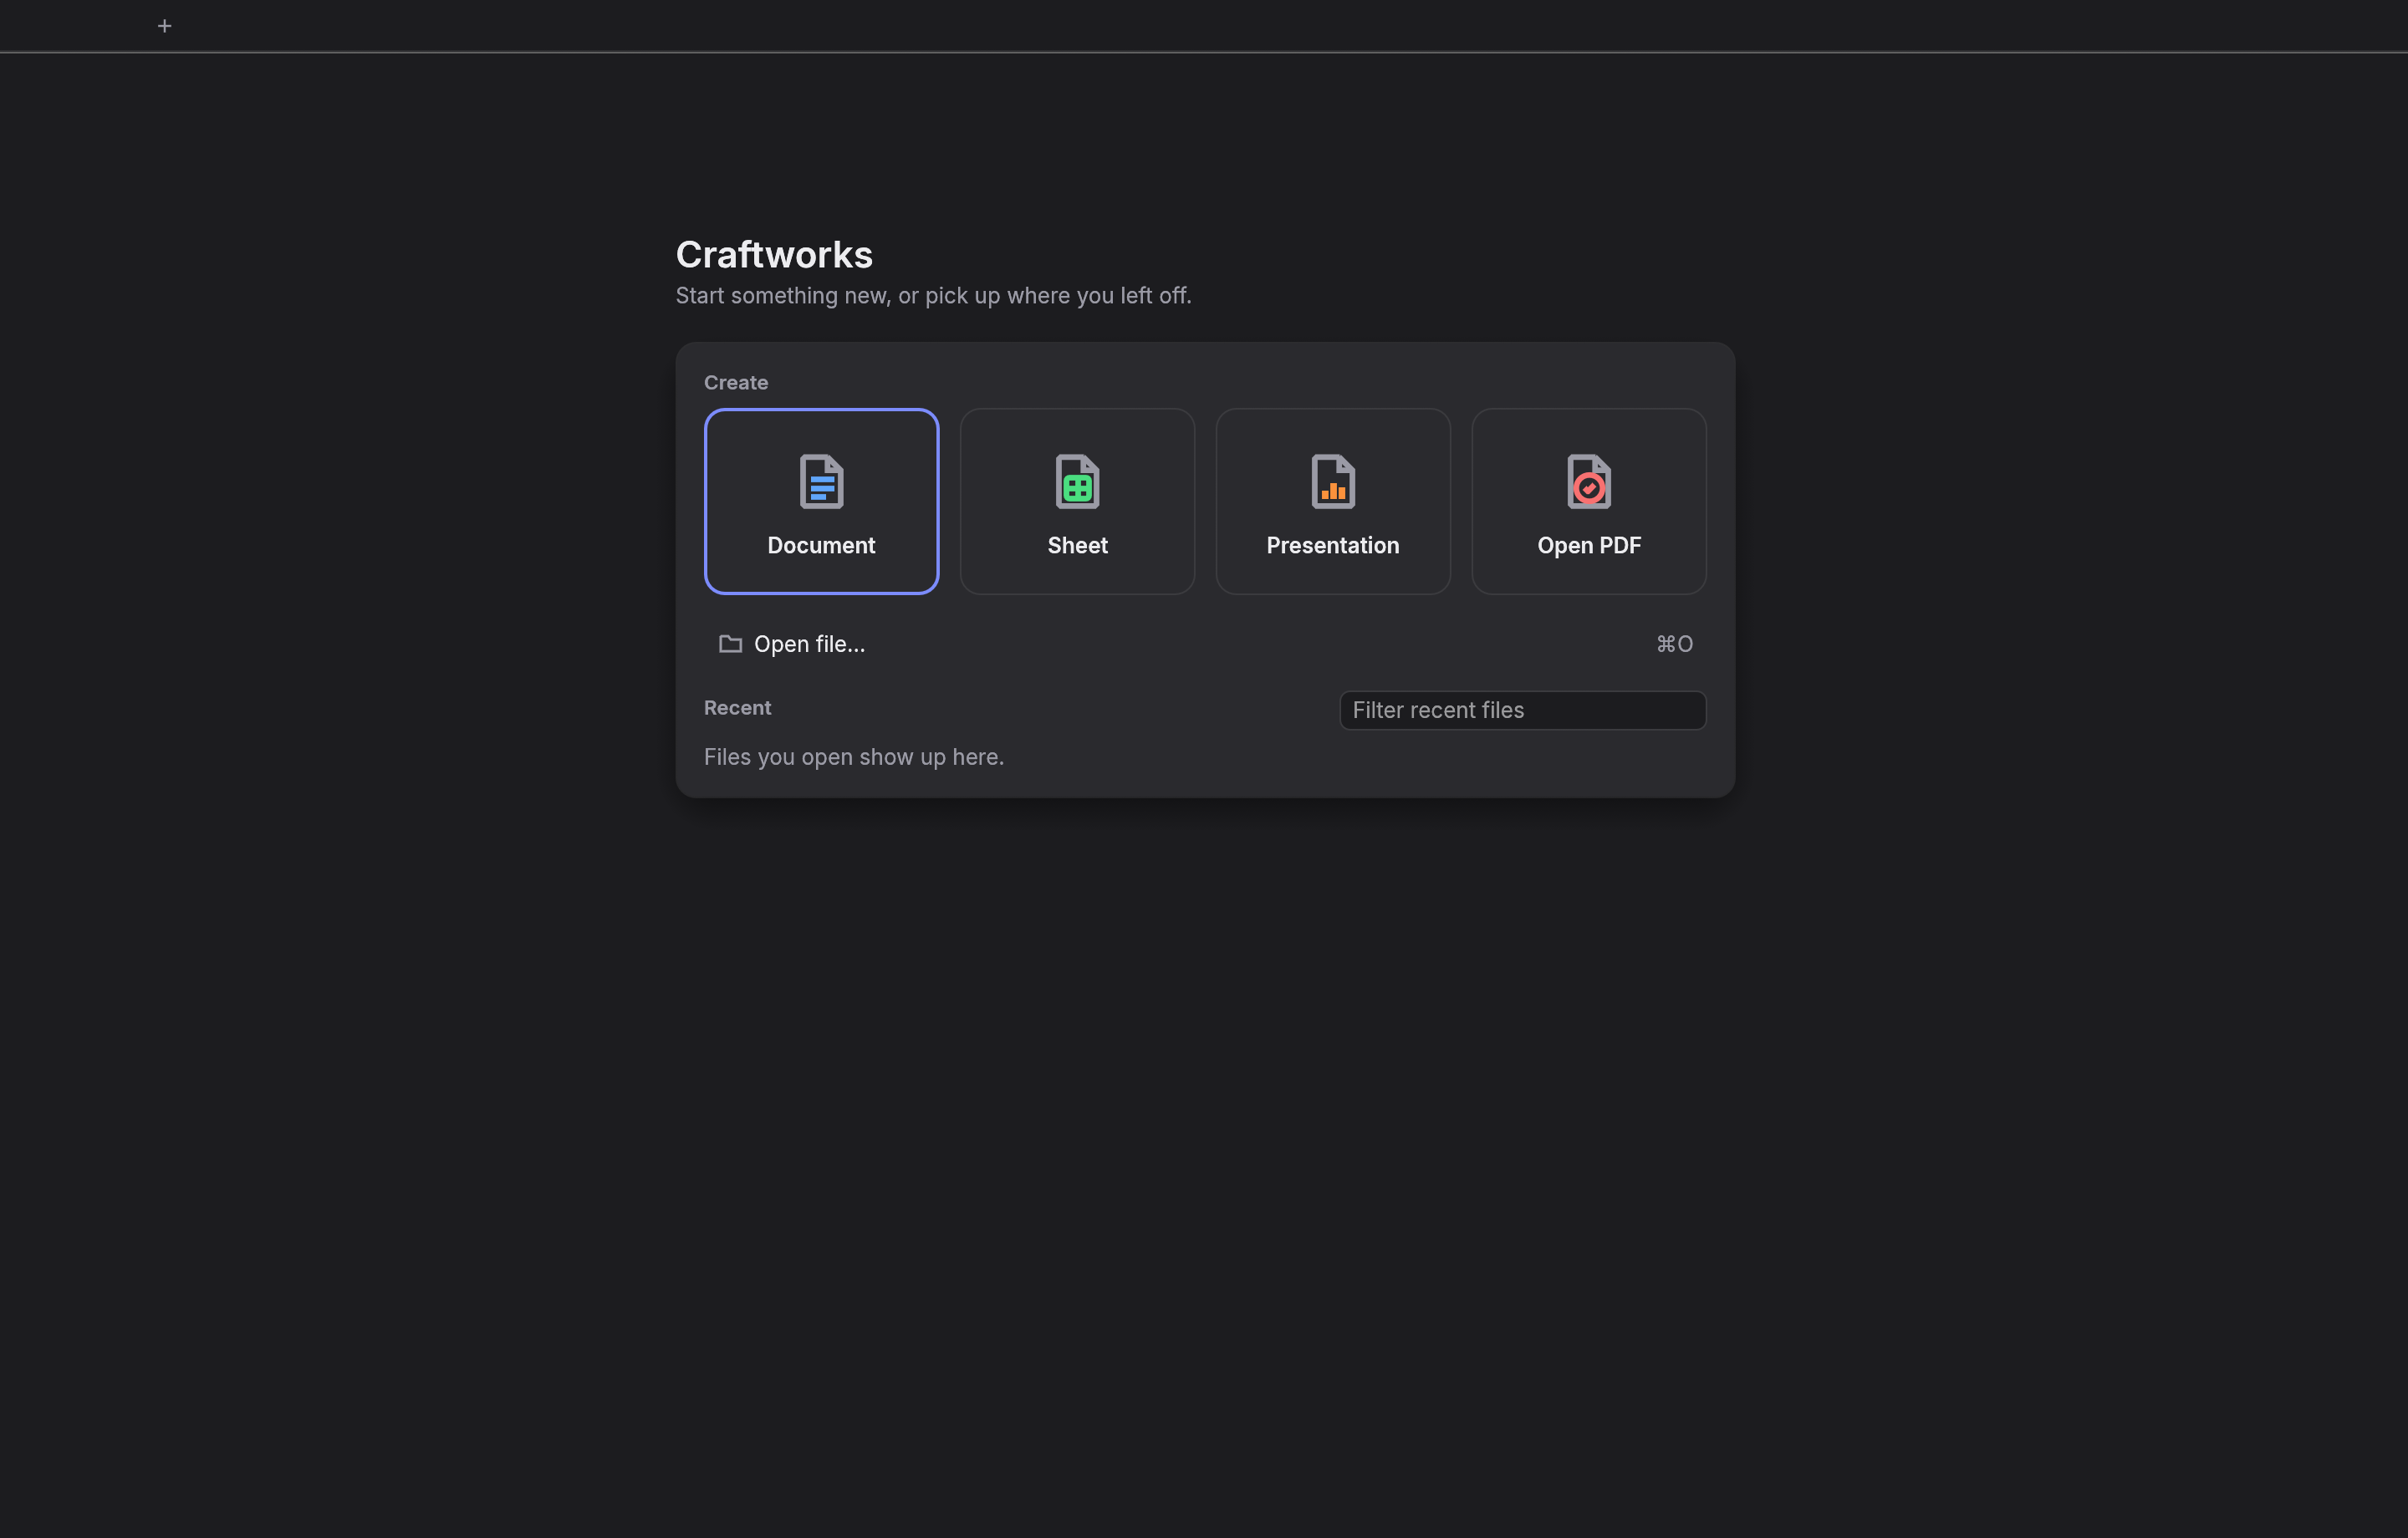 +
Craftworks
Start something new, or pick up where you left off.
Create
Document
Sheet
Presentation
Open PDF
Open file... ⌘O
Recent
Filter recent files
Files you open show up here.